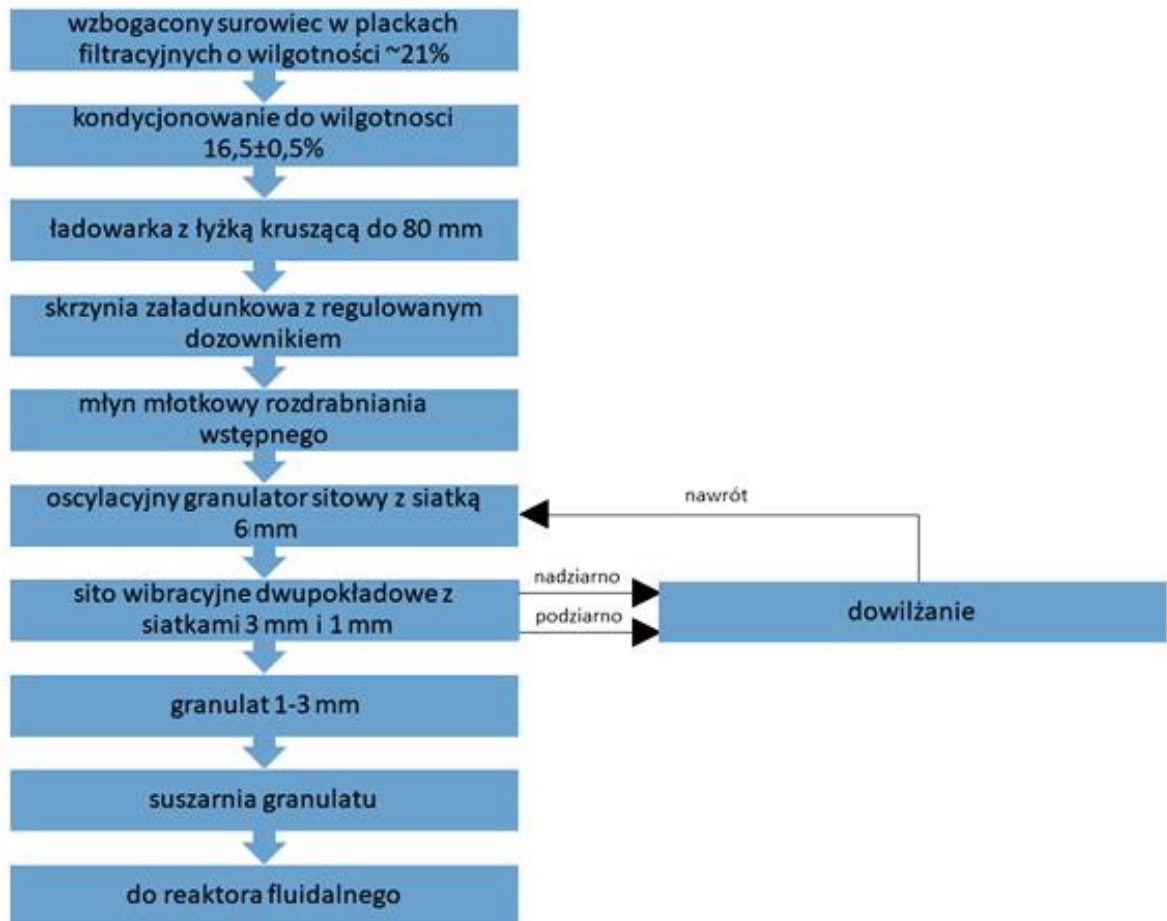 wzbogacony surowiec w plackach
filtracyjnych o wilgotności ~21%
kondycjonowanie do wilgotnosci
16,5±0,5%
ładowarka z łyżką kruszącą do 80 mm
skrzynia załadunkowa z regulowanym
dozownikiem
młyn młotkowy rozdrabniania
wstępnego
oscylacyjny granulator sitowy z siatką
6 mm
nawrót
sito wibracyjne dwupokładowe z
siatkami 3 mm i 1 mm
nadziarno
podziarno
dowilżanie
granulat 1-3 mm
suszarnia granulatu
do reaktora fluidalnego